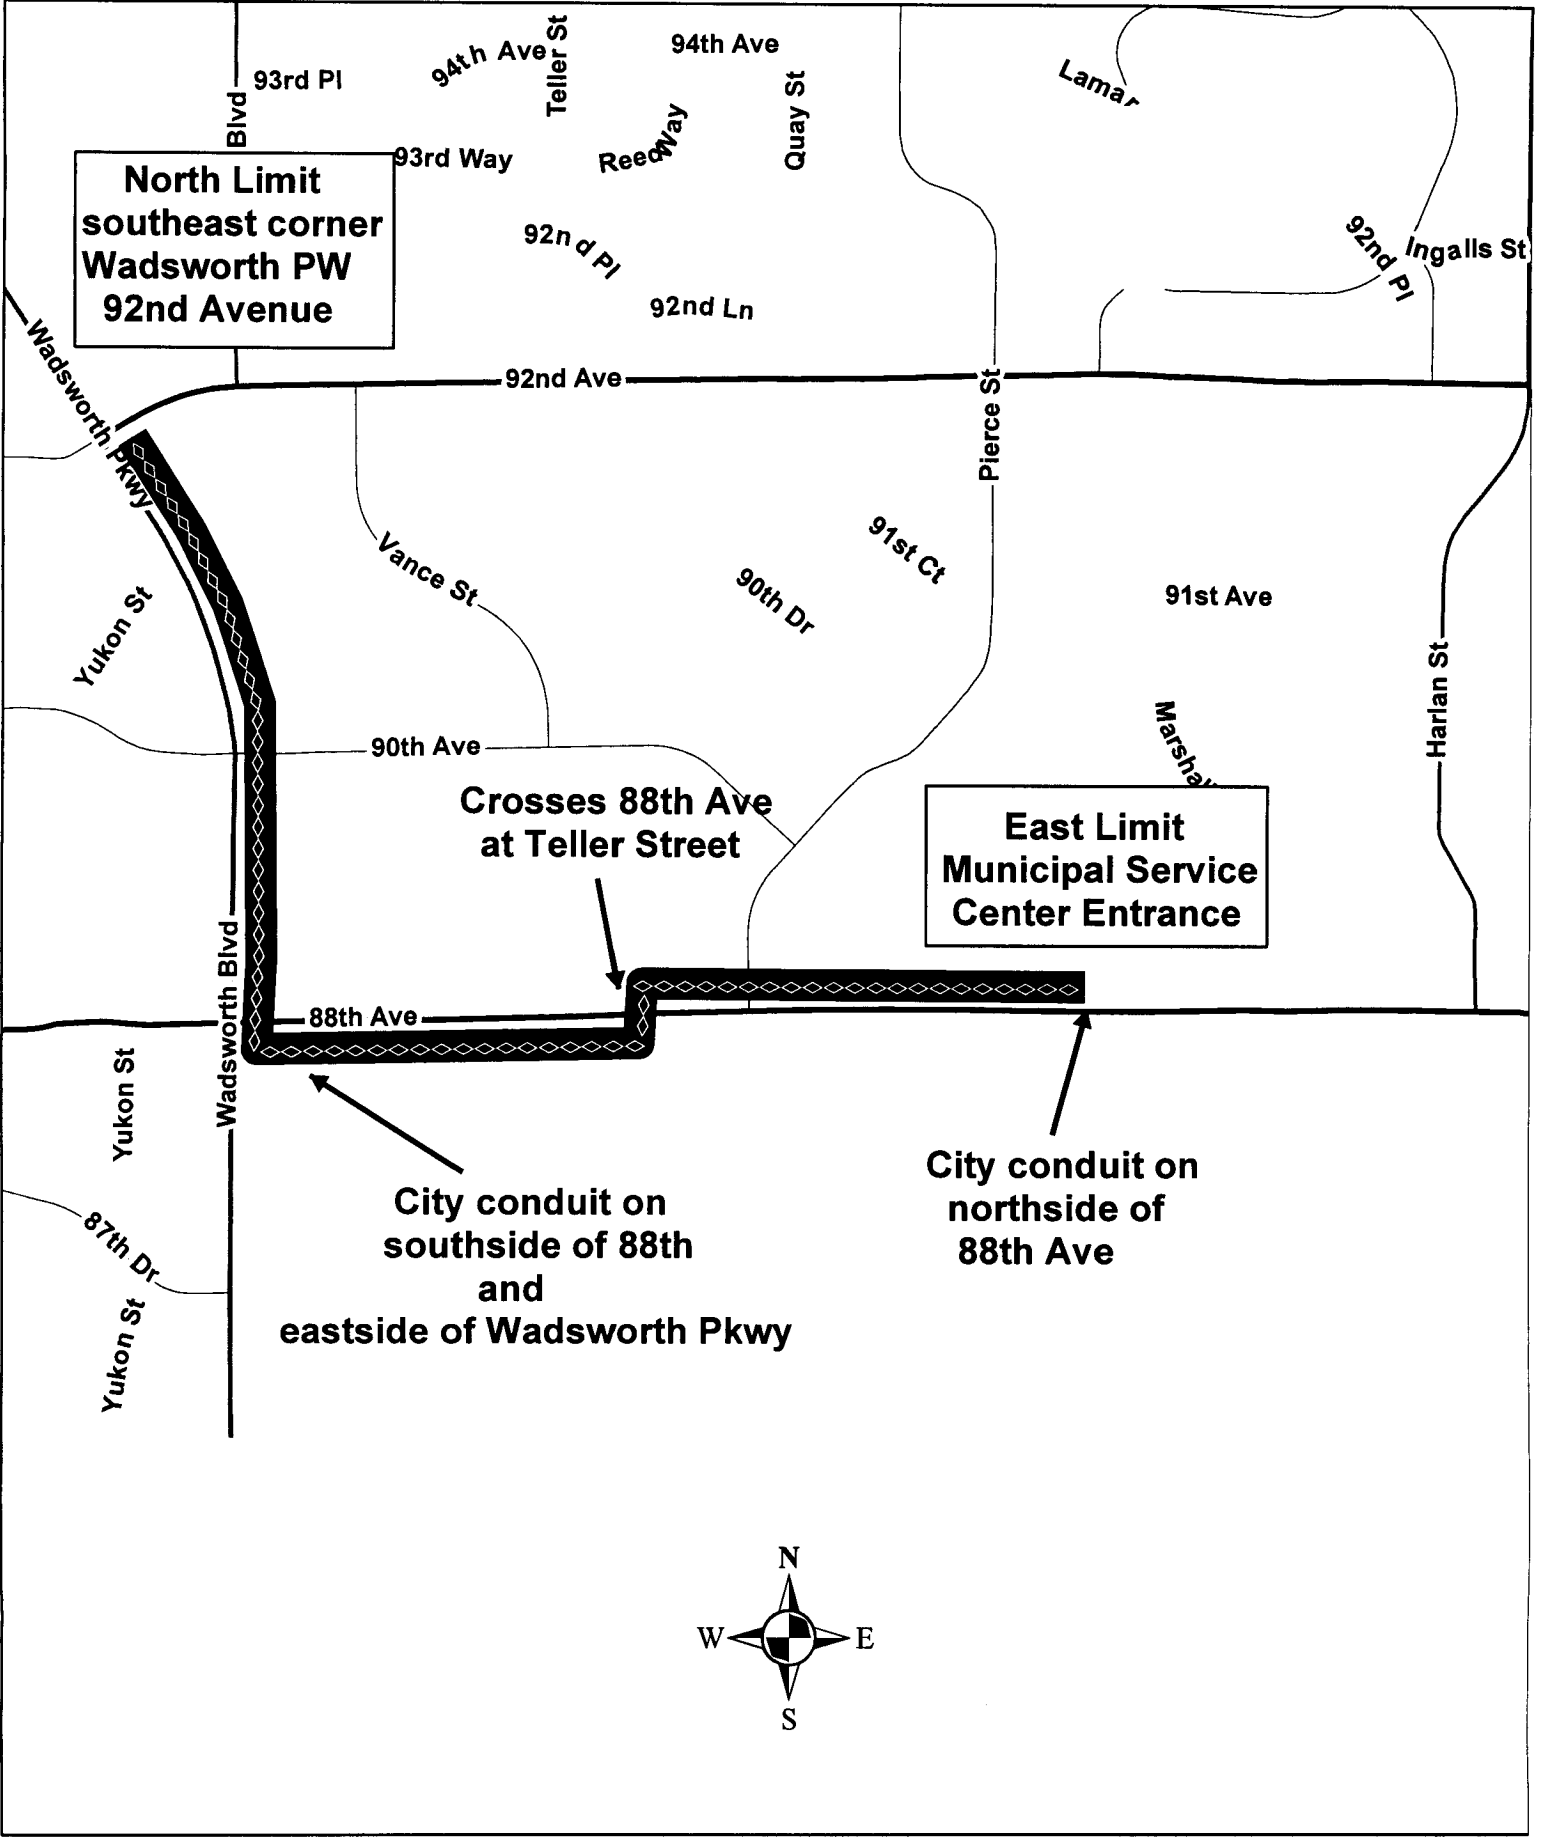 94th Ave
Teller St
94th Ave
93rd Pl
Lamar
Blvd
Quay St
93rd Way
Reed
Way
North Limit
southeast corner
Wadsworth PW
92nd Avenue
92nd Pl
92nd Pl
Ingalls St
92nd Ln
Wadsworth Pkwy
92nd Ave
Pierce St
Vance St
91st Ct
90th Dr
91st Ave
Yukon St
Harlan St
90th Ave
Crosses 88th Ave
at Teller Street
East Limit
Municipal Service
Center Entrance
Wadsworth Blvd
88th Ave
Yukon St
City conduit on
southside of 88th
and
eastside of Wadsworth Pkwy
City conduit on
northside of
88th Ave
87th Dr
Yukon St
N
W
E
S